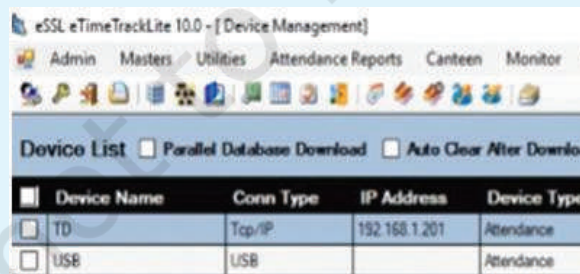 eSSL eTimeTrackLite 10.0 - [ Device Management]
Admin Masters Utilities Attendance Reports Canteen Monitor
Device List Parallel Database Download Auto Clear After Downlo
Device Name Conn Type IP Address Device Type
TD Tcp/IP 192.168.1.201 Attendance
USB USB Attendance